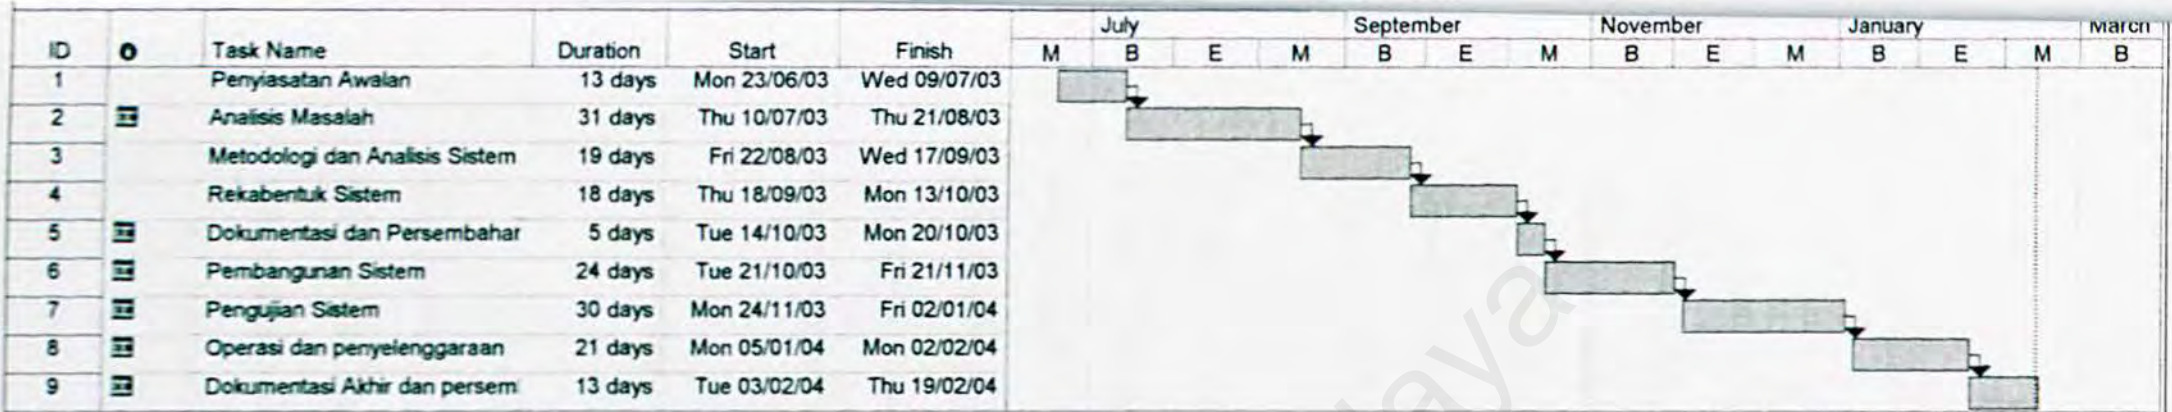 July September November January March
ID Task Name Duration Start Finish M B E M B E M B E M B E M B
1 Penyiasatan Awalan 13 days Mon 23/06/03 Wed 09/07/03
2 Analisis Masalah 31 days Thu 10/07/03 Thu 21/08/03
3 Metodologi dan Analisis Sistem 19 days Fri 22/08/03 Wed 17/09/03
4 Rekabentuk Sistem 18 days Thu 18/09/03 Mon 13/10/03
5 Dokumentasi dan Persembahar 5 days Tue 14/10/03 Mon 20/10/03
6 Pembangunan Sistem 24 days Tue 21/10/03 Fri 21/11/03
7 Pengujian Sistem 30 days Mon 24/11/03 Fri 02/01/04
8 Operasi dan penyelenggaraan 21 days Mon 05/01/04 Mon 02/02/04
9 Dokumentasi Akhir dan persem 13 days Tue 03/02/04 Thu 19/02/04